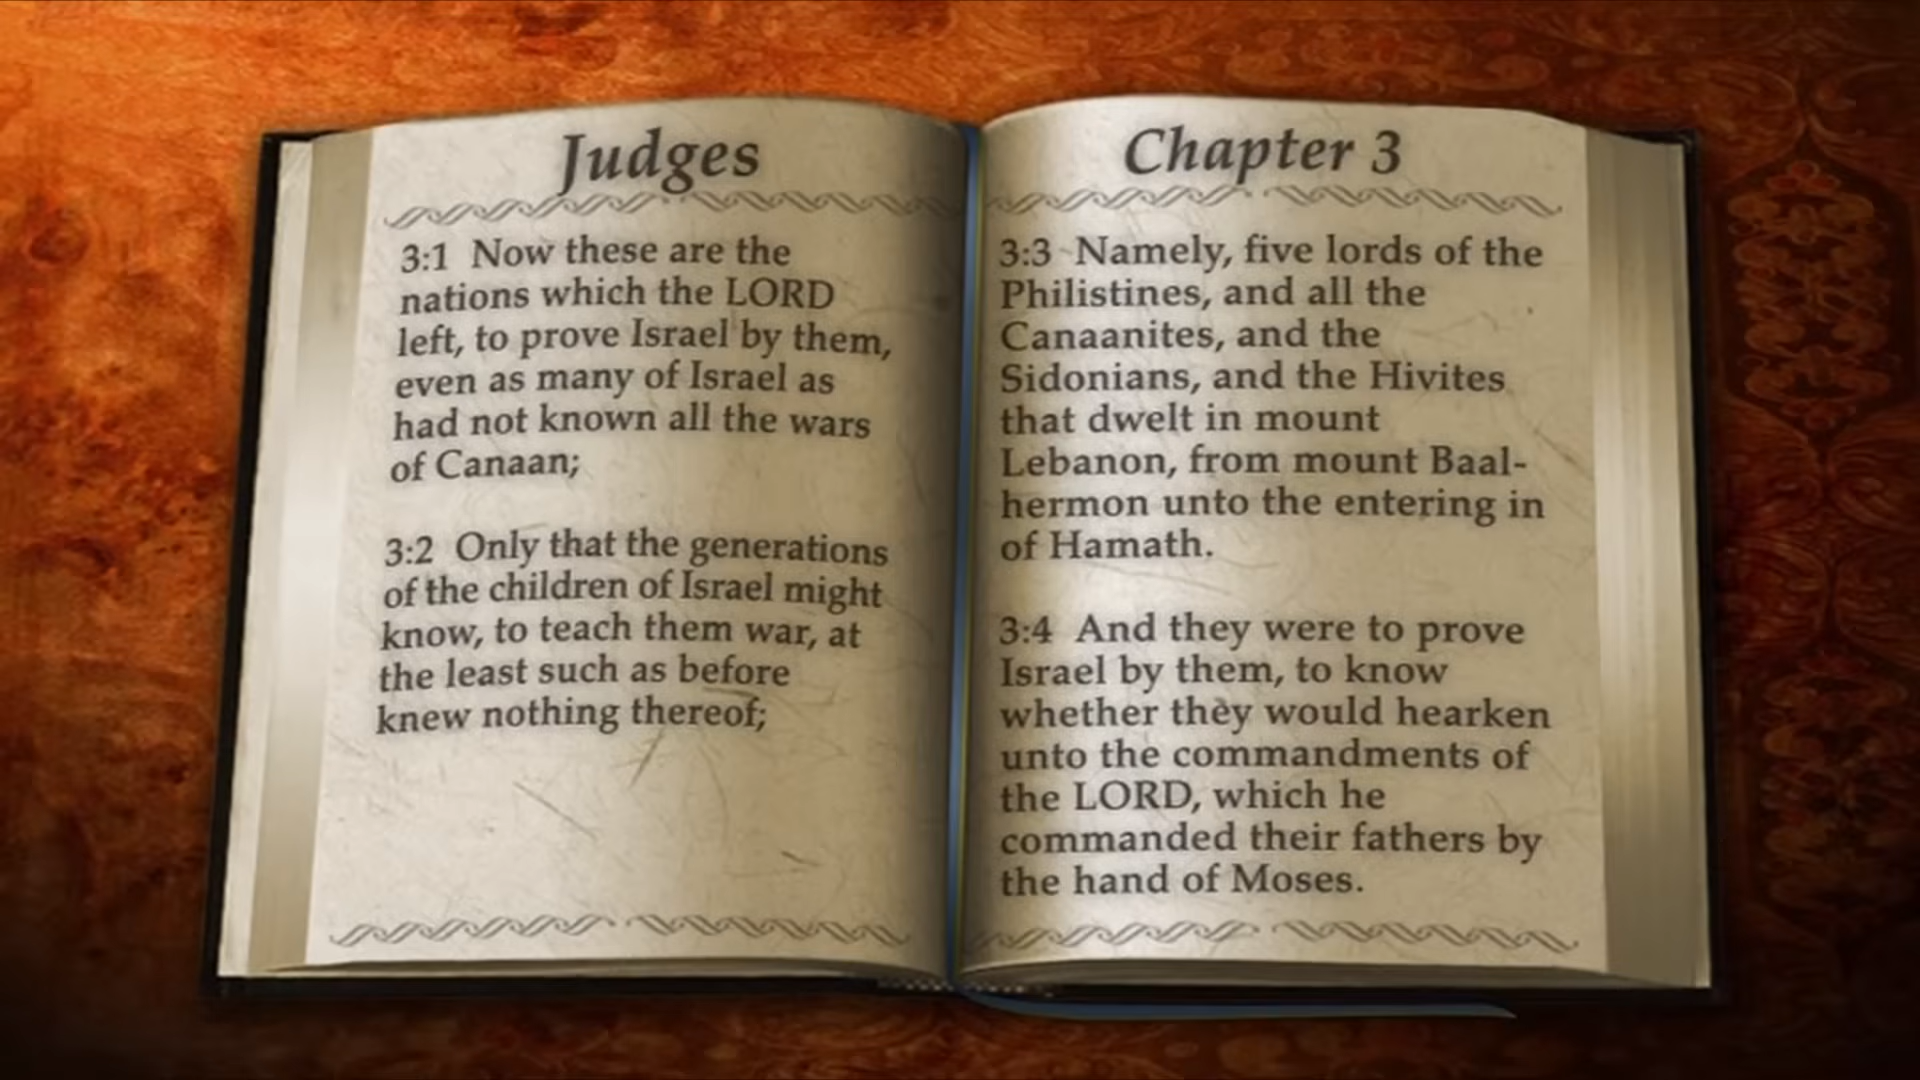 Judges
3:1 Now these are the
nations which the LORD
left, to prove Israel by them,
even as many of Israel as
had not known all the wars
of Canaan;
3:2 Only that the generations
of the children of Israel might
know, to teach them war, at
the least such as before
knew nothing thereof;
Chapter 3
3:3 Namely, five lords of the
Philistines, and all the
Canaanites, and the
Sidonians, and the Hivites
that dwelt in mount
Lebanon, from mount Baal-
hermon unto the entering in
of Hamath.
3:4 And they were to prove
Israel by them, to know
whether they would hearken
unto the commandments of
the LORD, which he
commanded their fathers by
the hand of Moses.